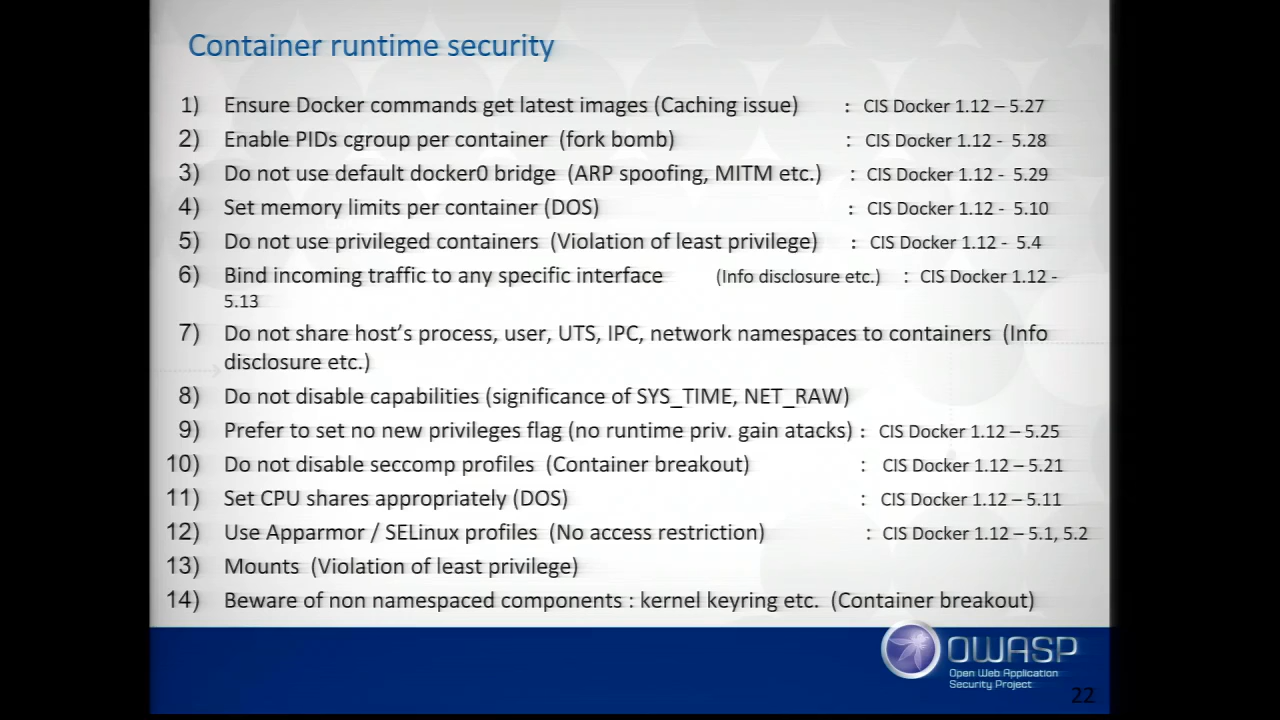 Container runtime security
1) Ensure Docker commands get latest images (Caching issue) : CIS Docker 1.12 – 5.27
2) Enable PIDs cgroup per container (fork bomb) : CIS Docker 1.12 - 5.28
3) Do not use default docker0 bridge (ARP spoofing, MITM etc.) : CIS Docker 1.12 - 5.29
4) Set memory limits per container (DOS) : CIS Docker 1.12 - 5.10
5) Do not use privileged containers (Violation of least privilege) : CIS Docker 1.12 - 5.4
6) Bind incoming traffic to any specific interface (Info disclosure etc.) : CIS Docker 1.12 -
5.13
7) Do not share host's process, user, UTS, IPC, network namespaces to containers (Info
disclosure etc.)
8) Do not disable capabilities (significance of SYS_TIME, NET_RAW)
9) Prefer to set no new privileges flag (no runtime priv. gain atacks) : CIS Docker 1.12 – 5.25
10) Do not disable seccomp profiles (Container breakout) : CIS Docker 1.12 – 5.21
11) Set CPU shares appropriately (DOS) : CIS Docker 1.12 – 5.11
12) Use Apparmor / SELinux profiles (No access restriction) : CIS Docker 1.12 – 5.1, 5.2
13) Mounts (Violation of least privilege)
14) Beware of non namespaced components : kernel keyring etc. (Container breakout)
OWASP
Open Web Application
Security Project
22